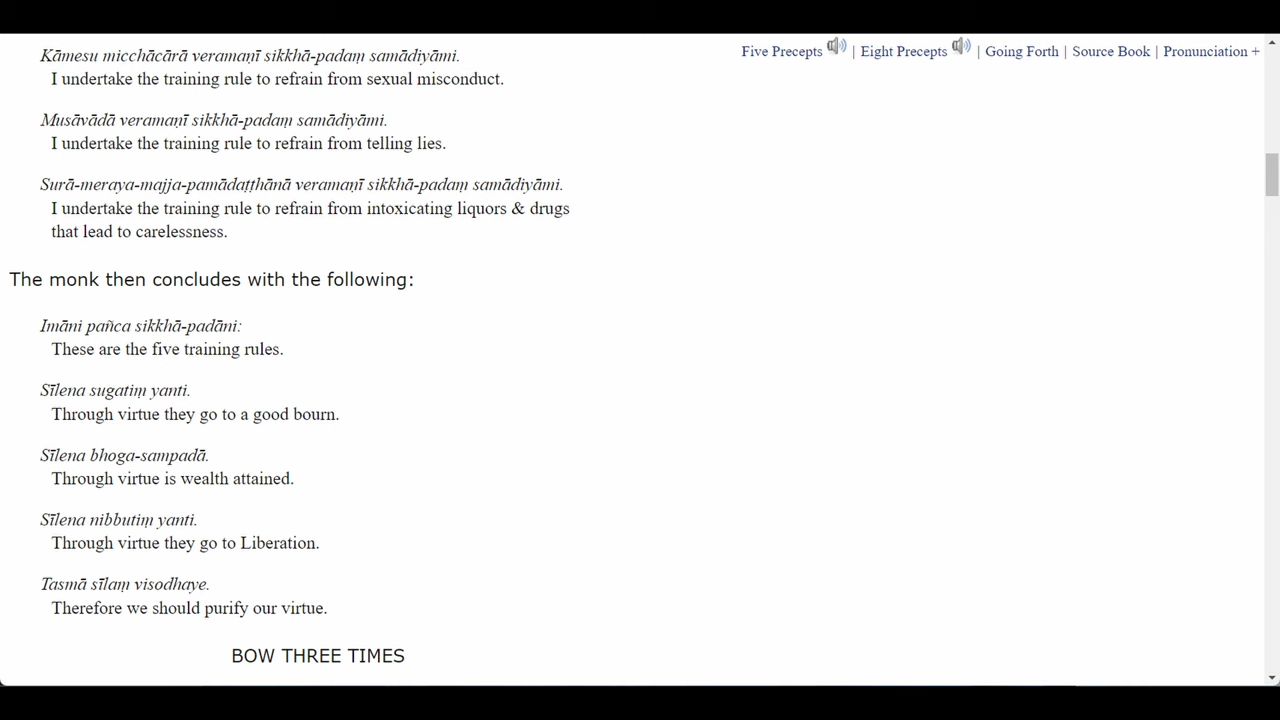 Five Precepts | Eight Precepts | Going Forth | Source Book | Pronunciation +
Kāmesu micchācārā veramaṇī sikkhā-padaṃ samādiyāmi.
I undertake the training rule to refrain from sexual misconduct.
Musāvādā veramaṇī sikkhā-padaṃ samādiyāmi.
I undertake the training rule to refrain from telling lies.
Surā-meraya-majja-pamādaṭṭhānā veramaṇī sikkhā-padaṃ samādiyāmi.
I undertake the training rule to refrain from intoxicating liquors & drugs
that lead to carelessness.
The monk then concludes with the following:
Imāni pañca sikkhā-padāni:
These are the five training rules.
Sīlena sugatiṃ yanti.
Through virtue they go to a good bourn.
Sīlena bhoga-sampadā.
Through virtue is wealth attained.
Sīlena nibbutiṃ yanti.
Through virtue they go to Liberation.
Tasmā sīlaṃ visodhaye.
Therefore we should purify our virtue.
BOW THREE TIMES